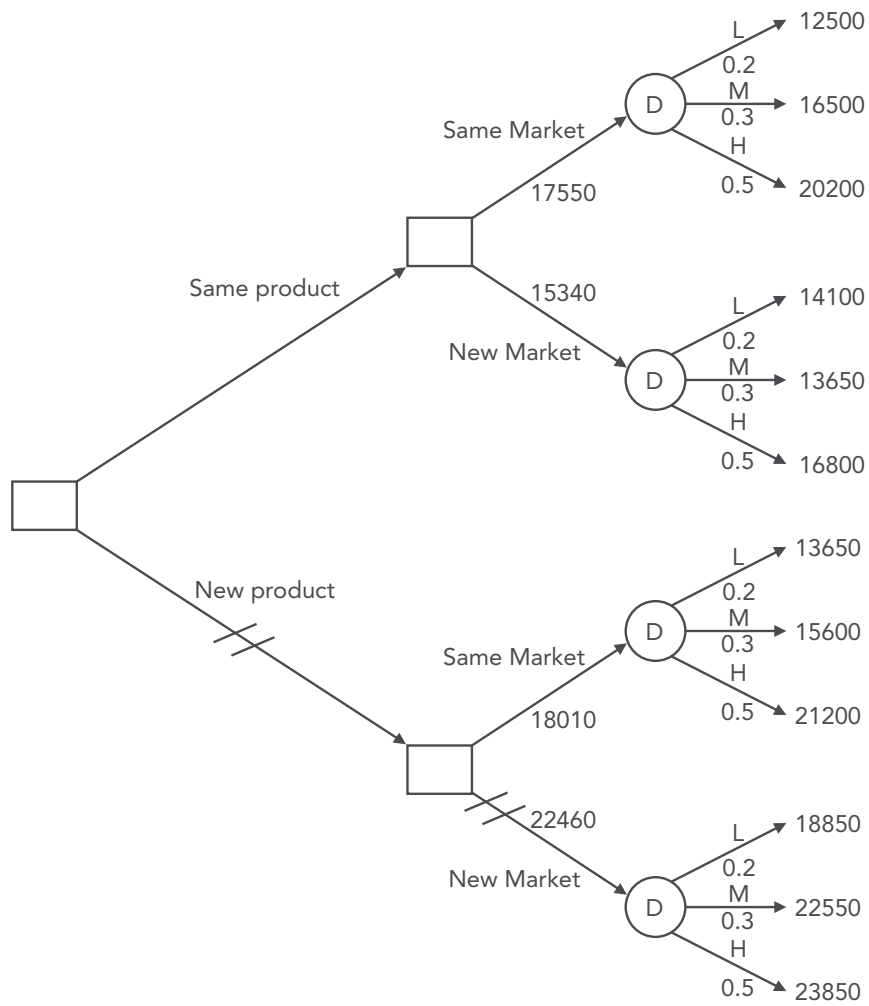 L
12500
0.2
D
M
16500
0.3
Same Market
H
17550
0.5
20200
Same product
15340
L
14100
0.2
New Market
D
M
13650
0.3
H
0.5
16800
New product
L
13650
0.2
D
M
15600
0.3
Same Market
H
18010
0.5
21200
22460
L
18850
0.2
New Market
D
M
22550
0.3
H
0.5
23850